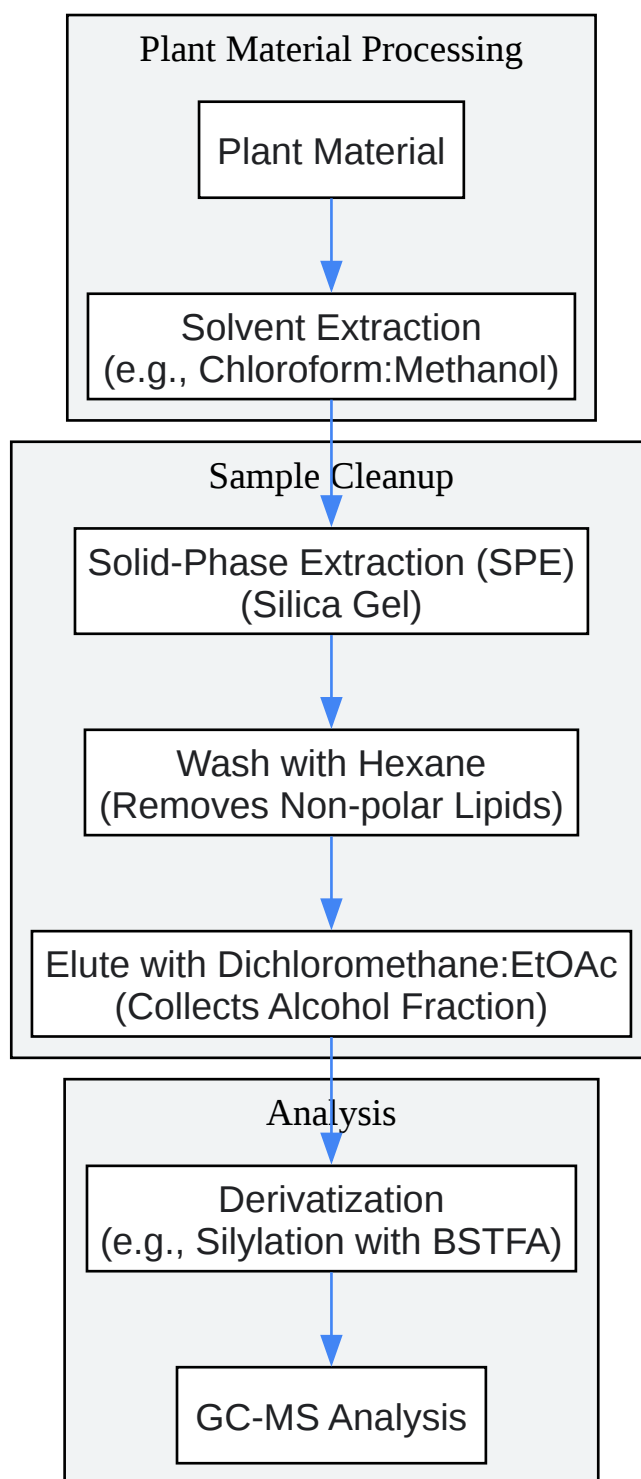 Plant Material Processing
Plant Material
Solvent Extraction
(e.g., Chloroform:Methanol)
Sample Cleanup
Solid-Phase Extraction (SPE)
(Silica Gel)
Wash with Hexane
(Removes Non-polar Lipids)
Elute with Dichloromethane:EtOAc
(Collects Alcohol Fraction)
Analysis
Derivatization
(e.g., Silylation with BSTFA)
GC-MS Analysis